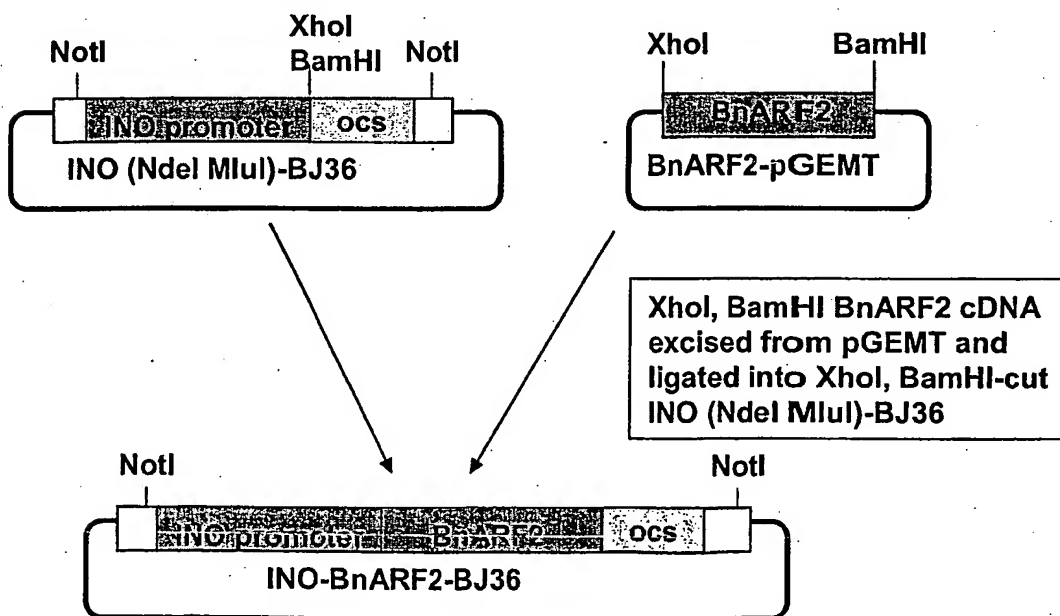 NotI
XhoI
BamHI
NotI
INO promoter
ocs
INO (NdeI MluI)-BJ36
XhoI
BamHI
BnARF2
BnARF2-pGEMT
XhoI, BamHI BnARF2 cDNA
excised from pGEMT and
ligated into XhoI, BamHI-cut
INO (NdeI MluI)-BJ36
NotI
NotI
INO promoter
BnARF2
ocs
INO-BnARF2-BJ36